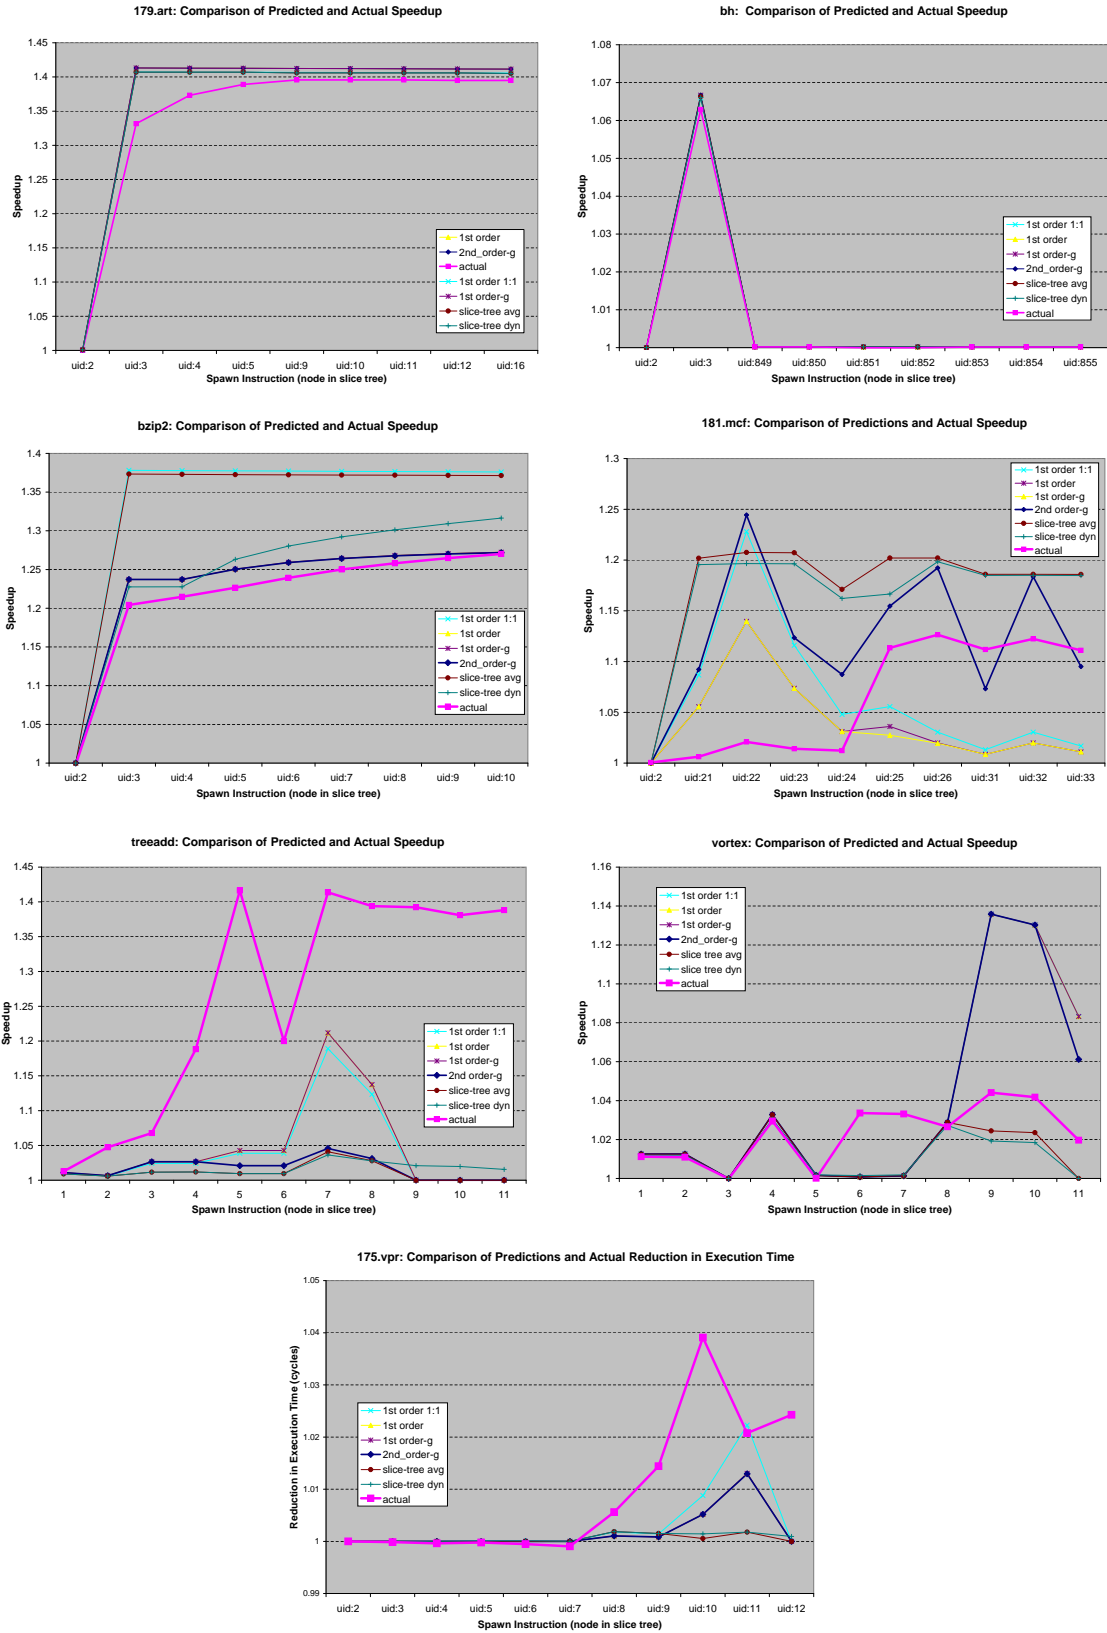 179.art: Comparison of Predicted and Actual Speedup
1.45
1.4
1.35
1.3
1.25
1.2
1.15
1.1
1.05
1
Speedup
1st order
2nd_order-g
actual
1st order 1:1
1st order-g
slice-tree avg
slice-tree dyn
uid:2 uid:3 uid:4 uid:5 uid:9 uid:10 uid:11 uid:12 uid:16
Spawn Instruction (node in slice tree)
bh: Comparison of Predicted and Actual Speedup
1.08
1.07
1.06
1.05
1.04
1.03
1.02
1.01
1
Speedup
1st order 1:1
1st order
1st order-g
2nd_order-g
slice-tree avg
slice-tree dyn
actual
uid:2 uid:3 uid:849 uid:850 uid:851 uid:852 uid:853 uid:854 uid:855
Spawn Instruction (node in slice tree)
bzip2: Comparison of Predicted and Actual Speedup
1.4
1.35
1.3
1.25
1.2
1.15
1.1
1.05
1
Speedup
1st order 1:1
1st order
1st order-g
2nd_order-g
slice-tree avg
slice-tree dyn
actual
uid:2 uid:3 uid:4 uid:5 uid:6 uid:7 uid:8 uid:9 uid:10
Spawn Instruction (node in slice tree)
181.mcf: Comparison of Predictions and Actual Speedup
1.3
1.25
1.2
1.15
1.1
1.05
1
Speedup
1st order 1:1
1st order
1st order-g
2nd order-g
slice-tree avg
slice-tree dyn
actual
uid:2 uid:21 uid:22 uid:23 uid:24 uid:25 uid:26 uid:31 uid:32 uid:33
Spawn Instruction (node in slice tree)
treeadd: Comparison of Predicted and Actual Speedup
1.45
1.4
1.35
1.3
1.25
1.2
1.15
1.1
1.05
1
Speedup
1st order 1:1
1st order
1st order-g
2nd order-g
slice-tree avg
slice-tree dyn
actual
1 2 3 4 5 6 7 8 9 10 11
Spawn Instruction (node in slice tree)
vortex: Comparison of Predicted and Actual Speedup
1.16
1.14
1.12
1.1
1.08
1.06
1.04
1.02
1
Speedup
1st order 1:1
1st order
1st order-g
2nd_order-g
slice tree avg
slice tree dyn
actual
1 2 3 4 5 6 7 8 9 10 11
Spawn Instruction (node in slice tree)
175.vpr: Comparison of Predictions and Actual Reduction in Execution Time
1.05
1.04
1.03
1.02
1.01
1
0.99
Reduction in Execution Time (cycles)
1st order 1:1
1st order
1st order-g
2nd_order-g
slice-tree avg
slice-tree dyn
actual
uid:2 uid:3 uid:4 uid:5 uid:6 uid:7 uid:8 uid:9 uid:10 uid:11 uid:12
Spawn Instruction (node in slice tree)